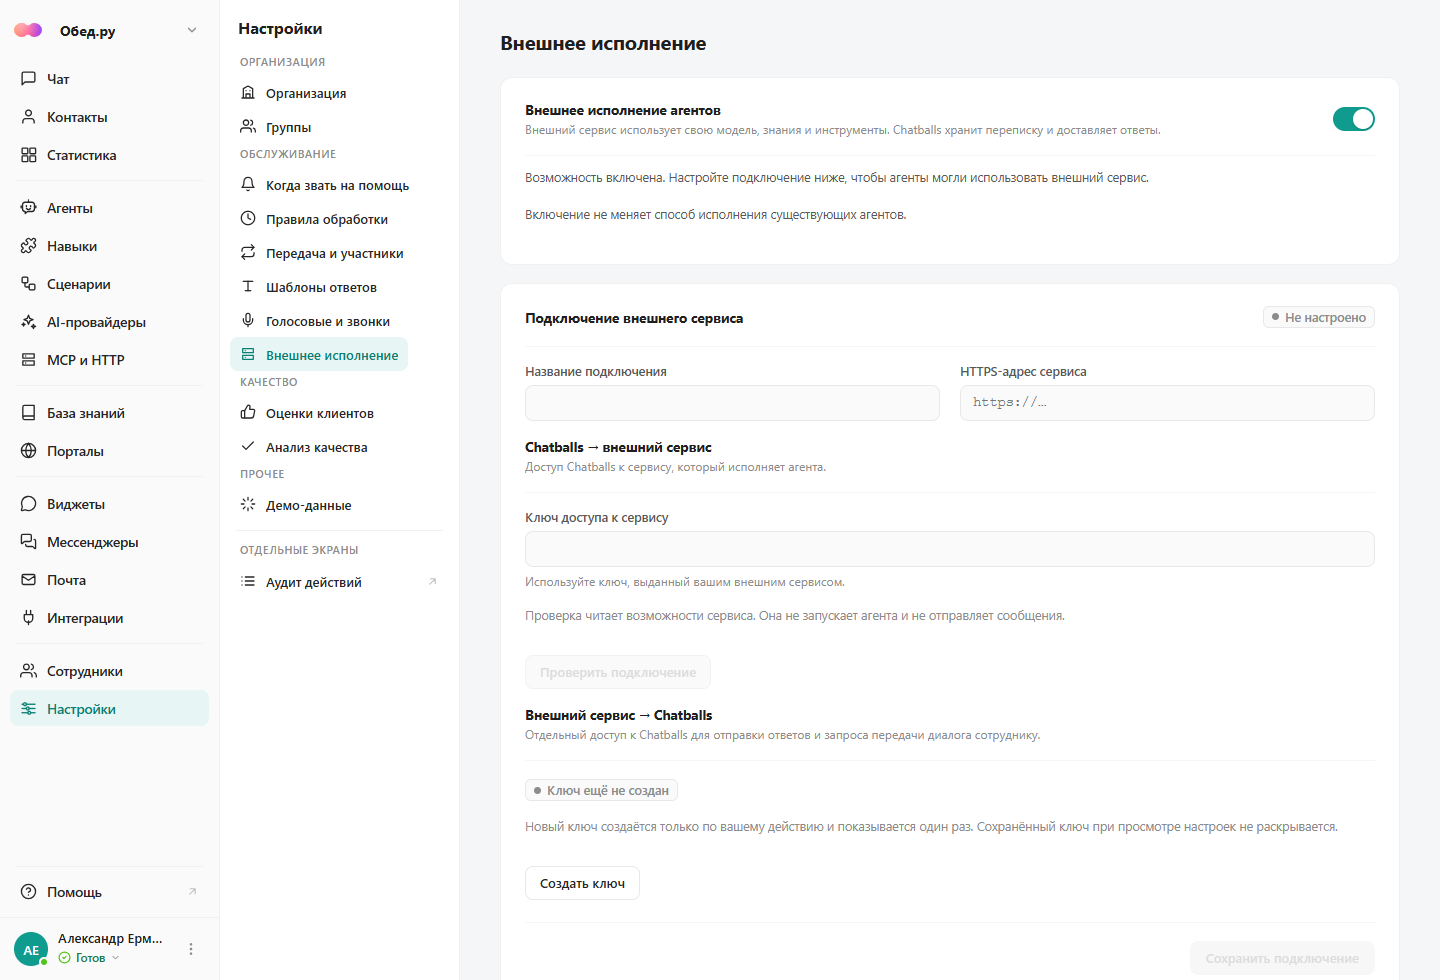 Обед.ру
Чат
Контакты
Статистика
Агенты
Навыки
Сценарии
AI-провайдеры
MCP и HTTP
База знаний
Порталы
Виджеты
Мессенджеры
Почта
Интеграции
Сотрудники
Настройки
Помощь
AE
Александр Ерм...
Готов
Настройки
ОРГАНИЗАЦИЯ
Организация
Группы
ОБСЛУЖИВАНИЕ
Когда звать на помощь
Правила обработки
Передача и участники
Шаблоны ответов
Голосовые и звонки
Внешнее исполнение
КАЧЕСТВО
Оценки клиентов
Анализ качества
ПРОЧЕЕ
Демо-данные
ОТДЕЛЬНЫЕ ЭКРАНЫ
Аудит действий
Внешнее исполнение
Внешнее исполнение агентов
Внешний сервис использует свою модель, знания и инструменты. Chatballs хранит переписку и доставляет ответы.
Возможность включена. Настройте подключение ниже, чтобы агенты могли использовать внешний сервис.
Включение не меняет способ исполнения существующих агентов.
Подключение внешнего сервиса
Не настроено
Название подключения
HTTPS-адрес сервиса
https://…
Chatballs → внешний сервис
Доступ Chatballs к сервису, который исполняет агента.
Ключ доступа к сервису
Используйте ключ, выданный вашим внешним сервисом.
Проверка читает возможности сервиса. Она не запускает агента и не отправляет сообщения.
Проверить подключение
Внешний сервис → Chatballs
Отдельный доступ к Chatballs для отправки ответов и запроса передачи диалога сотруднику.
Ключ ещё не создан
Новый ключ создаётся только по вашему действию и показывается один раз. Сохранённый ключ при просмотре настроек не раскрывается.
Создать ключ
Сохранить подключение